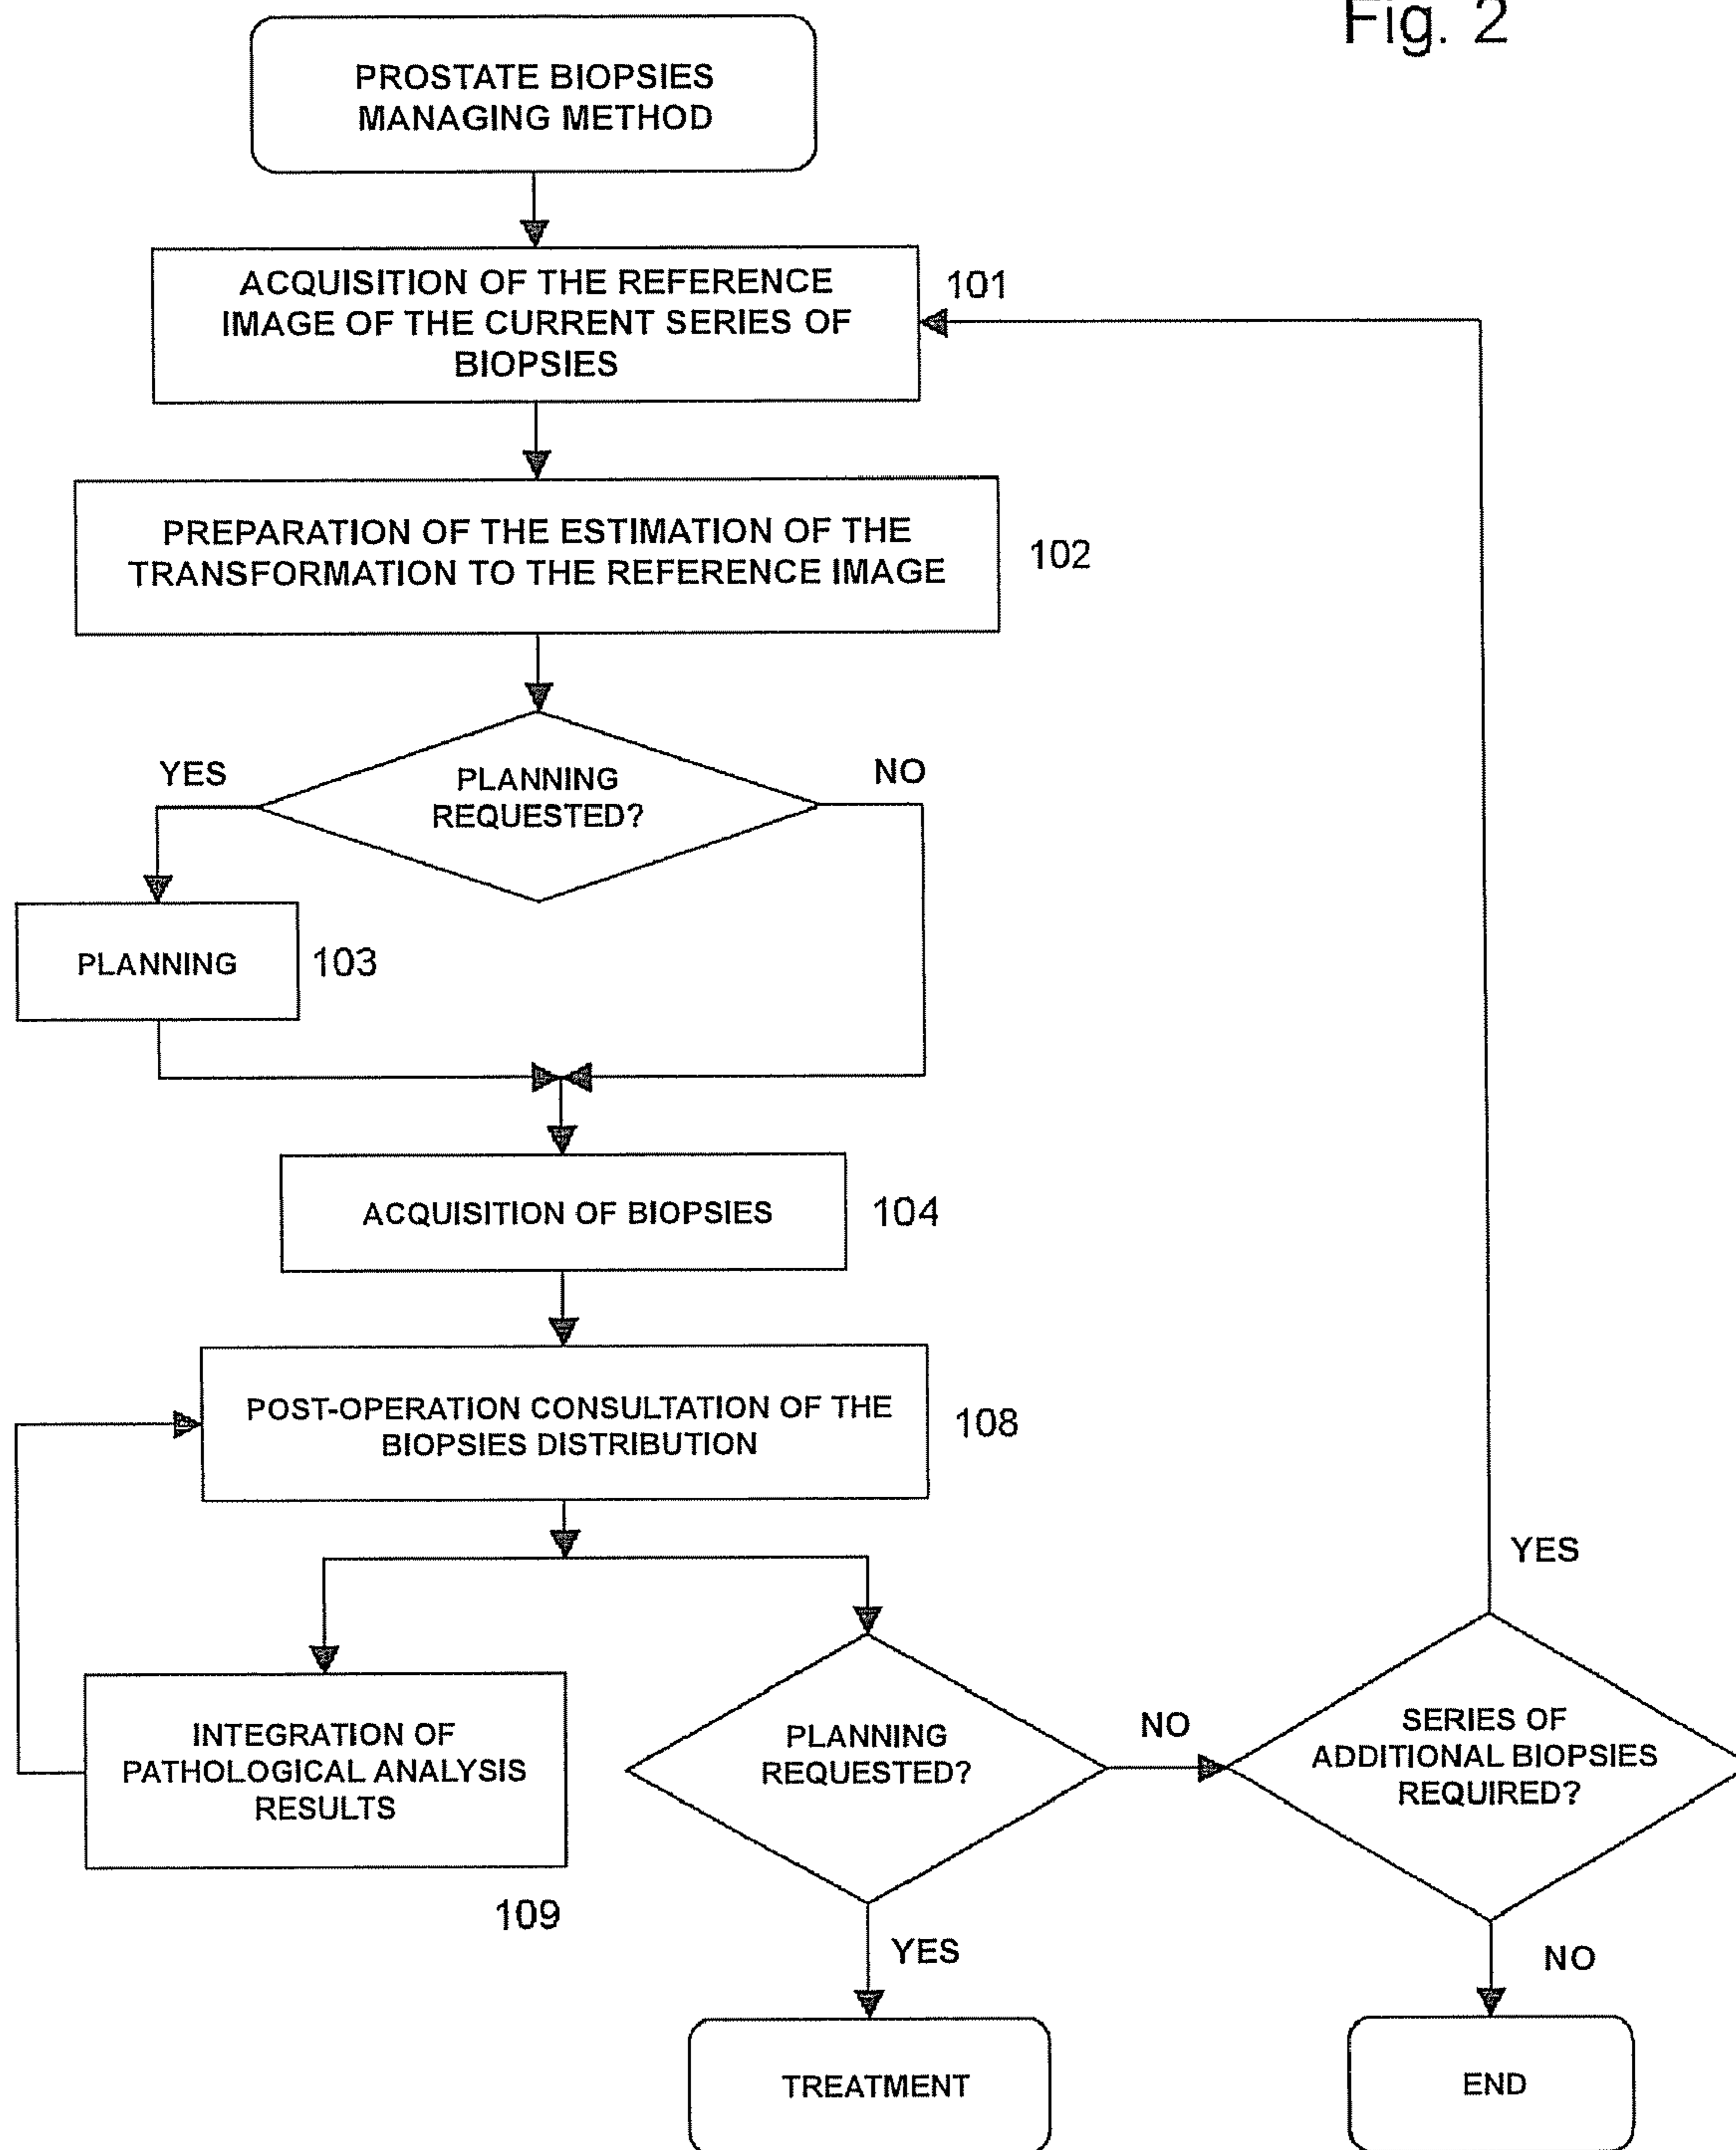 Fig. 2
PROSTATE BIOPSIES
MANAGING METHOD
ACQUISITION OF THE REFERENCE
IMAGE OF THE CURRENT SERIES OF
BIOPSIES
101
PREPARATION OF THE ESTIMATION OF THE
TRANSFORMATION TO THE REFERENCE IMAGE
102
YES
PLANNING
REQUESTED?
NO
PLANNING
103
ACQUISITION OF BIOPSIES
104
POST-OPERATION CONSULTATION OF THE
BIOPSIES DISTRIBUTION
108
YES
INTEGRATION OF
PATHOLOGICAL ANALYSIS
RESULTS
109
PLANNING
REQUESTED?
NO
SERIES OF
ADDITIONAL BIOPSIES
REQUIRED?
YES
NO
TREATMENT
END